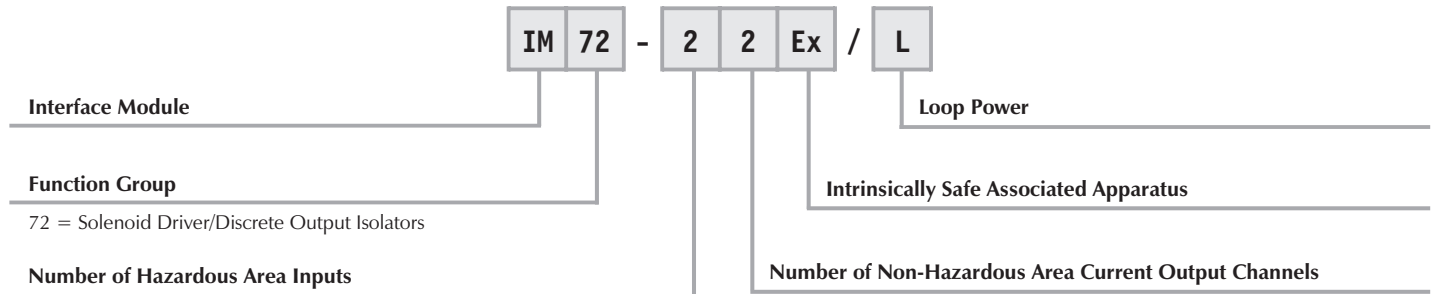 IM 72 - 2 2 Ex / L
Interface Module
Loop Power
Function Group
Intrinsically Safe Associated Apparatus
72 = Solenoid Driver/Discrete Output Isolators
Number of Hazardous Area Inputs
Number of Non-Hazardous Area Current Output Channels